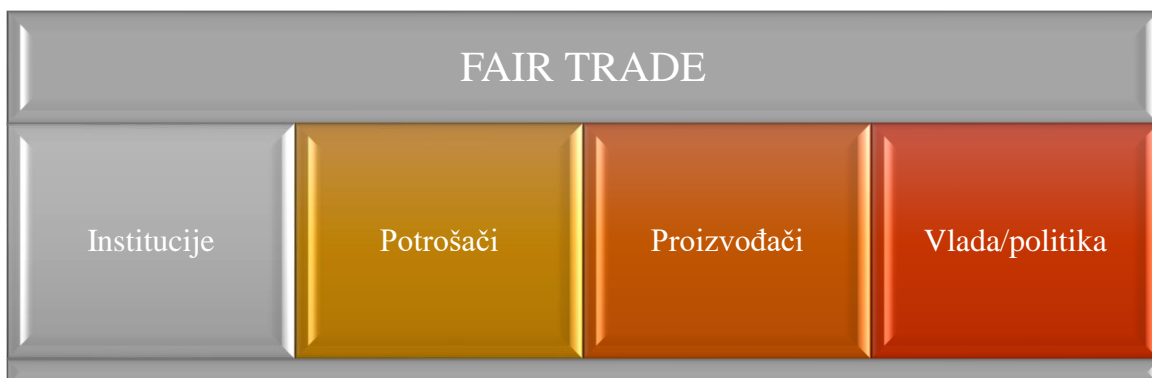 FAIR TRADE
Institucije
Potrošači
Proizvođači
Vlada/politika